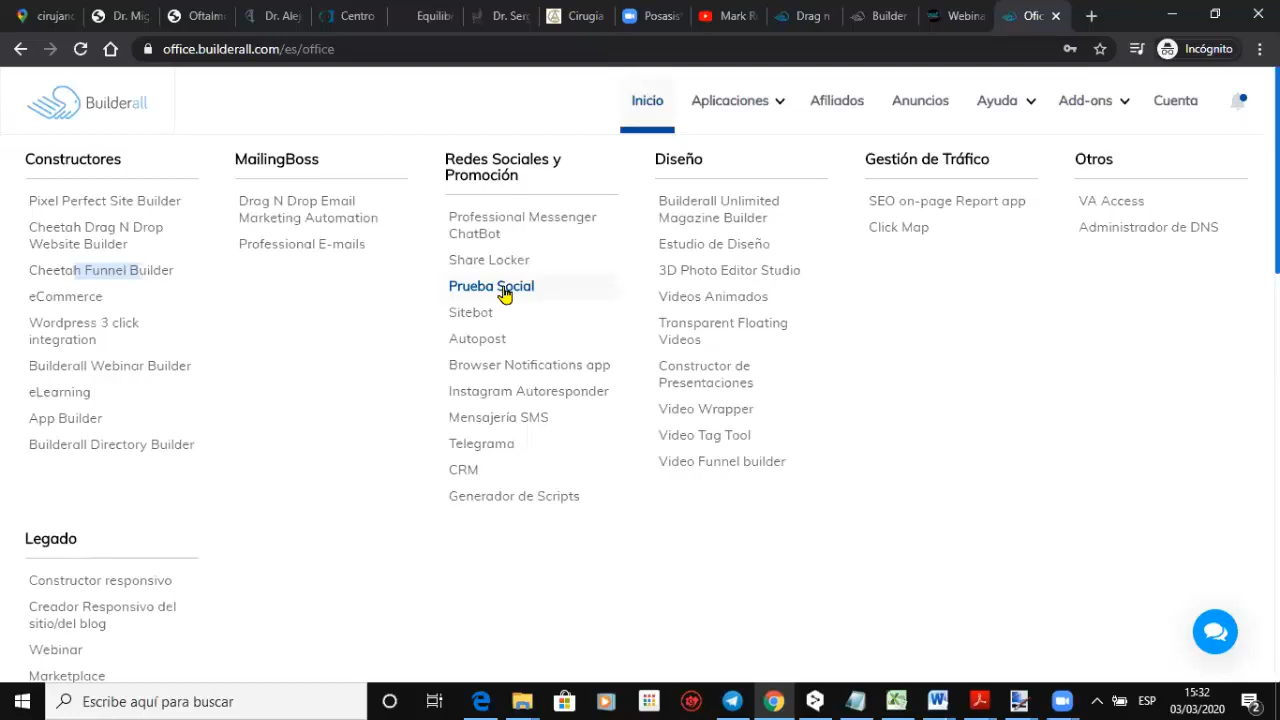 cirujanc
Dr. Mig
Oftalmo
Dr. Alej
Centro
Equilib
Dr. Serg
Cirugia
Posasis
Mark R
Drag n
Builder
Webina
Ofic
office.builderall.com/es/office
Incógnito
Builderall
Inicio
Aplicaciones
Afiliados
Anuncios
Ayuda
Add-ons
Cuenta
Constructores
Pixel Perfect Site Builder
Cheetah Drag N Drop
Website Builder
Cheetah Funnel Builder
eCommerce
Wordpress 3 click
integration
Builderall Webinar Builder
eLearning
App Builder
Builderall Directory Builder
MailingBoss
Drag N Drop Email
Marketing Automation
Professional E-mails
Redes Sociales y
Promoción
Professional Messenger
ChatBot
Share Locker
Prueba Social
Sitebot
Autopost
Browser Notifications app
Instagram Autoresponder
Mensajería SMS
Telegrama
CRM
Generador de Scripts
Diseño
Builderall Unlimited
Magazine Builder
Estudio de Diseño
3D Photo Editor Studio
Videos Animados
Transparent Floating
Videos
Constructor de
Presentaciones
Video Wrapper
Video Tag Tool
Video Funnel builder
Gestión de Tráfico
SEO on-page Report app
Click Map
Otros
VA Access
Administrador de DNS
Legado
Constructor responsivo
Creador Responsivo del
sitio/del blog
Webinar
Marketplace
Escribe aquí para buscar
ESP
15:32
03/03/2020
2